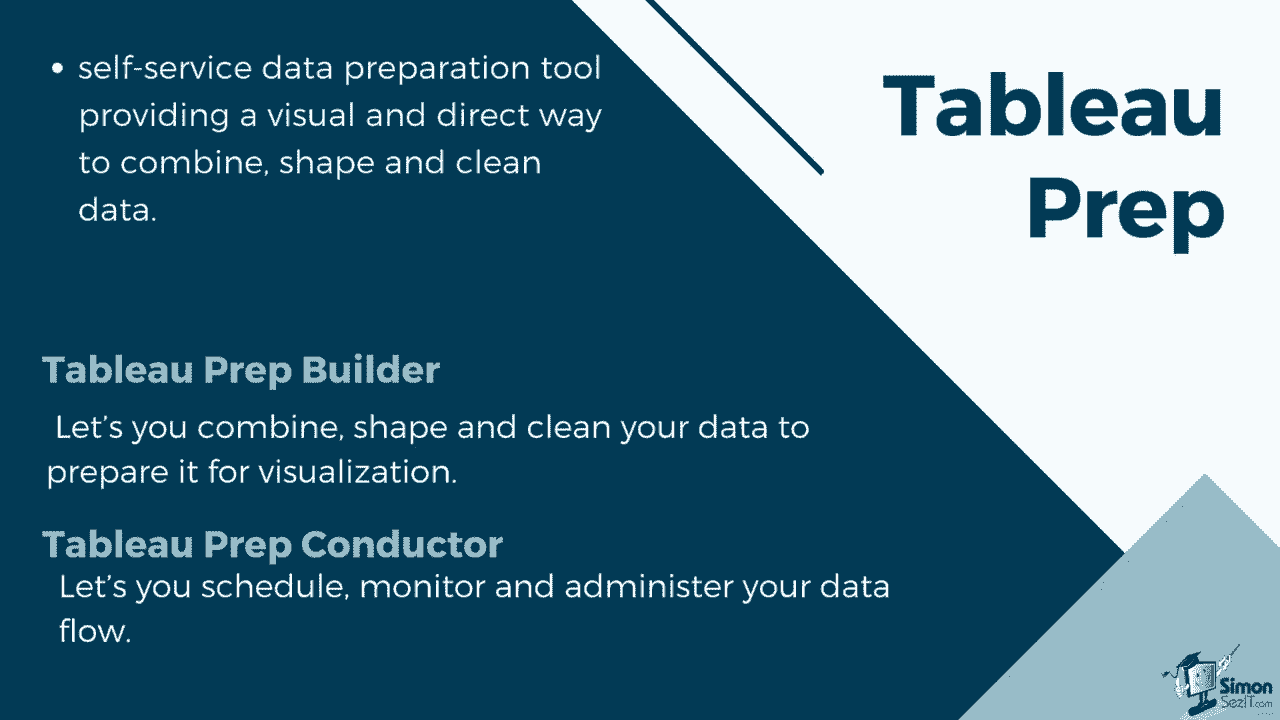 Tableau
Prep
• self-service data preparation tool
providing a visual and direct way
to combine, shape and clean
data.
Tableau Prep Builder
Let’s you combine, shape and clean your data to
prepare it for visualization.
Tableau Prep Conductor
Let’s you schedule, monitor and administer your data
flow.
Simon
SezIT.com